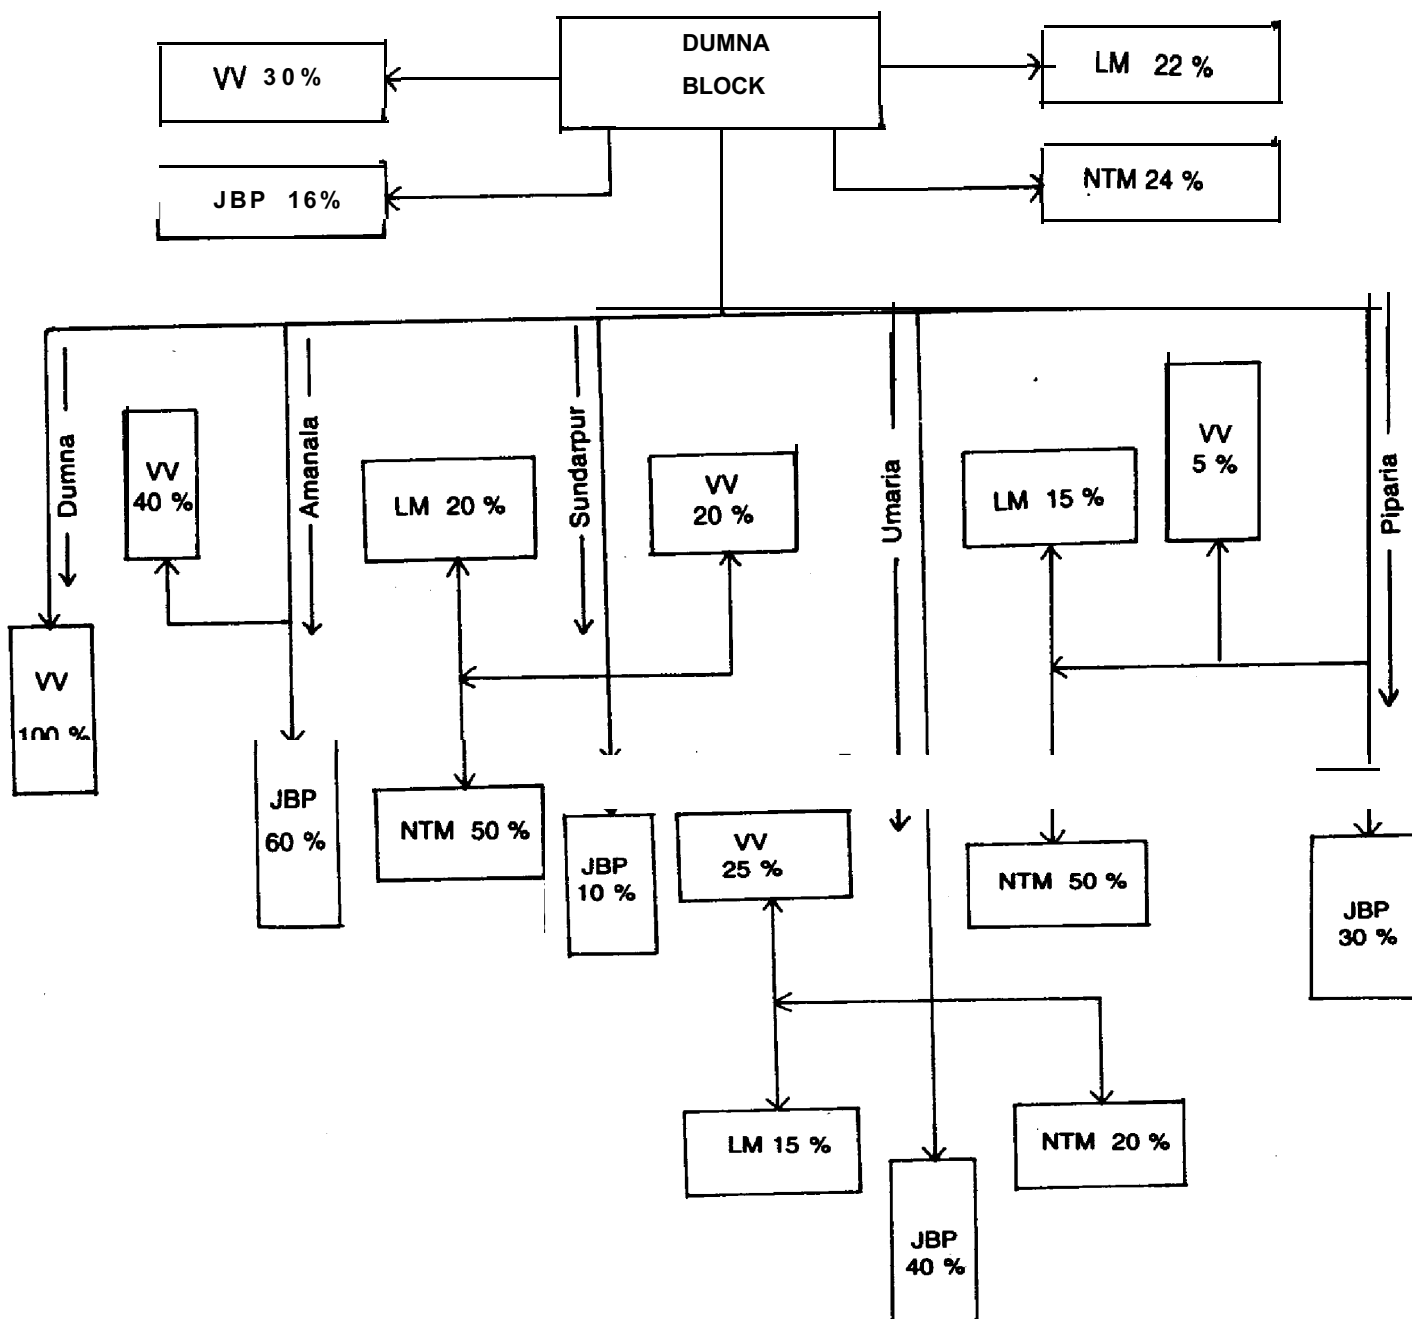 DUMNA
BLOCK
VV 30%
LM 22 %
JBP 16%
NTM 24 %
Dumna
VV
40 %
Amanala
LM 20 %
Sundarpur
VV
20 %
Umaria
LM 15 %
VV
5 %
Piparia
VV
100 %
JBP
60 %
NTM 50 %
JBP
10 %
VV
25 %
NTM 50 %
JBP
30 %
LM 15 %
NTM 20 %
JBP
40 %